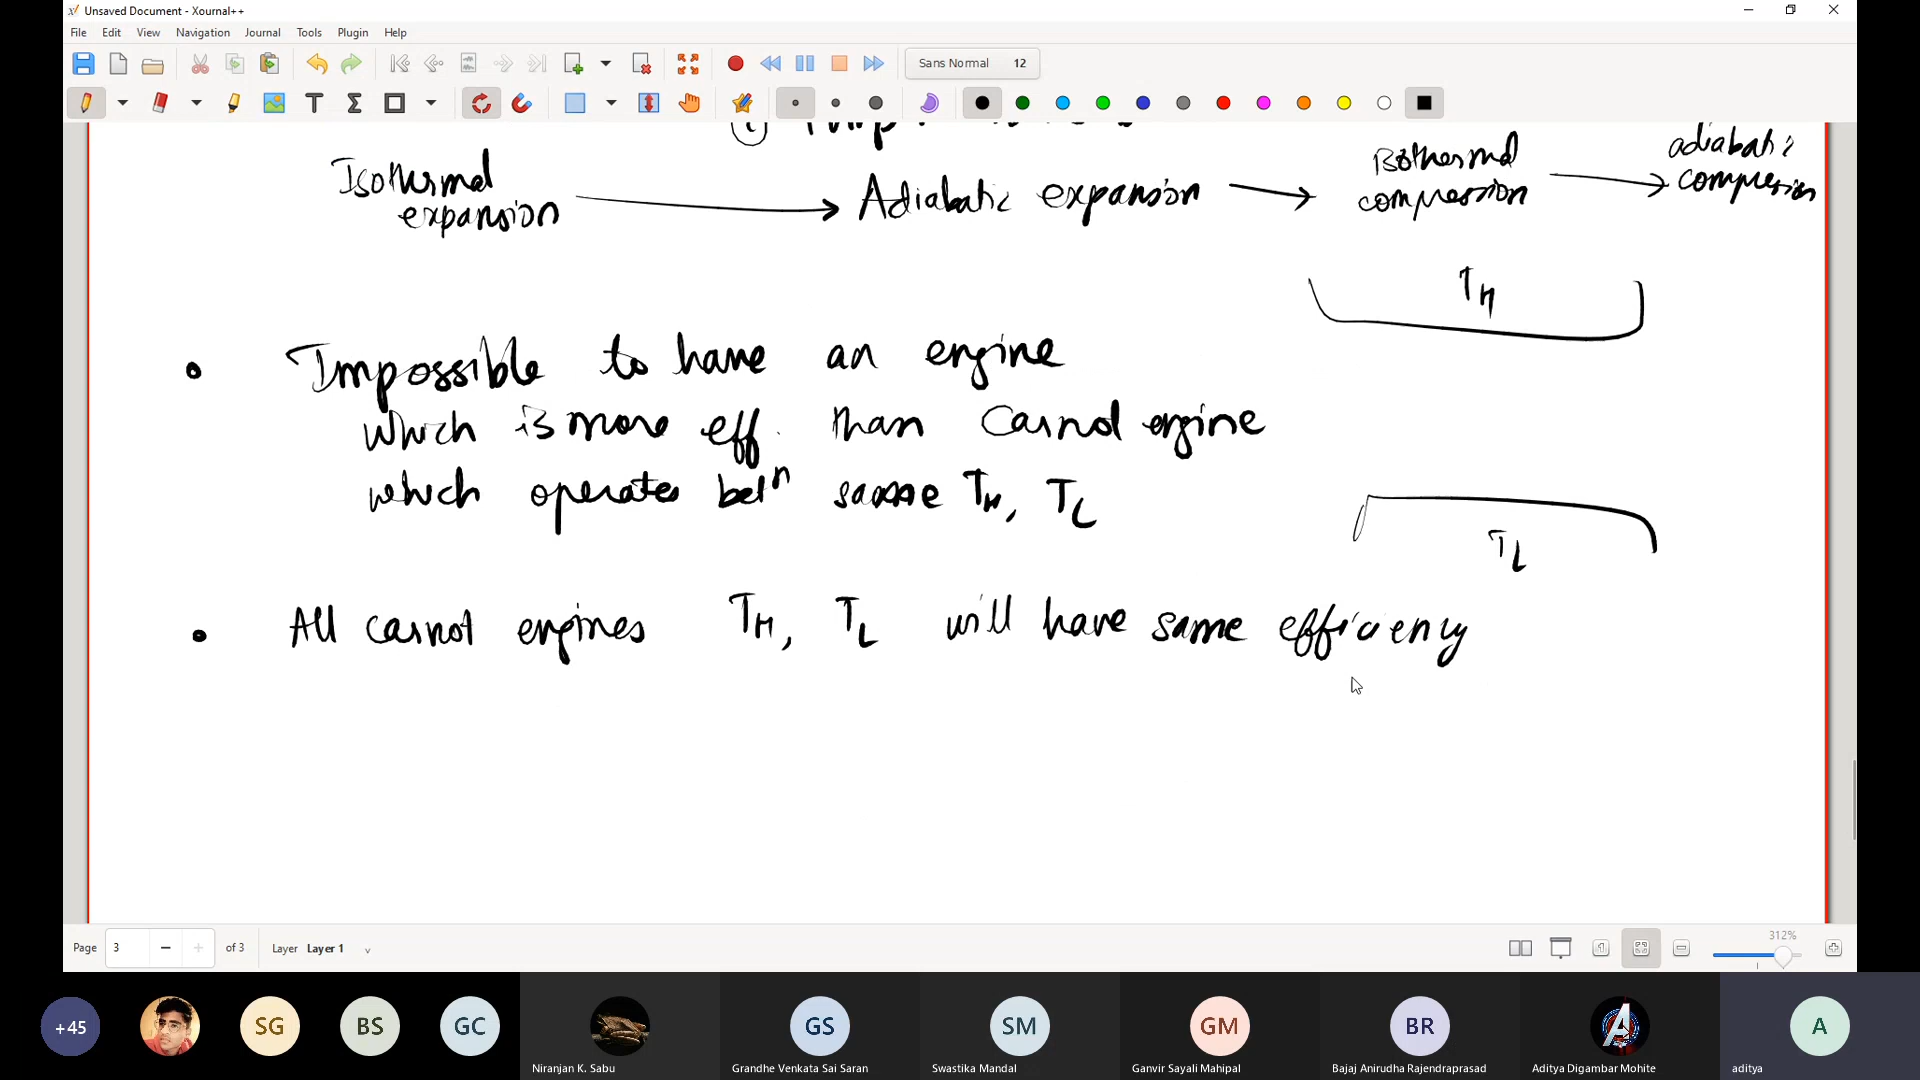 Unsaved Document - Xournal++
File Edit View Navigation Journal Tools Plugin Help
Sans Normal 12
Isothermal expansion → Adiabatic expansion → isothermal compression → adiabatic compression
TH
• Impossible to have an engine
which is more eff. than Carnot engine
which operates betn same TH, TL
TL
• All carnot engines TH, TL will have same efficiency
Page 3 of 3 Layer Layer 1
312%
+45 SG BS GC GS SM GM BR A
Niranjan K. Sabu Grandhe Venkata Sai Saran Swastika Mandal Ganvir Sayali Mahipal Bajaj Anirudha Rajendraprasad Aditya Digambar Mohite aditya